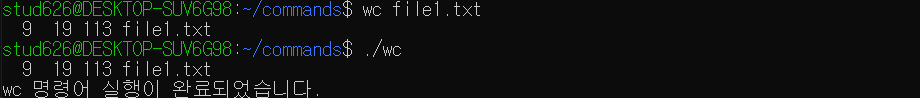 stud626@DESKTOP-SUV6G98:~/commands$ wc file1.txt
  9  19 113 file1.txt
stud626@DESKTOP-SUV6G98:~/commands$ ./wc
  9  19 113 file1.txt
wc 명령어 실행이 완료되었습니다.